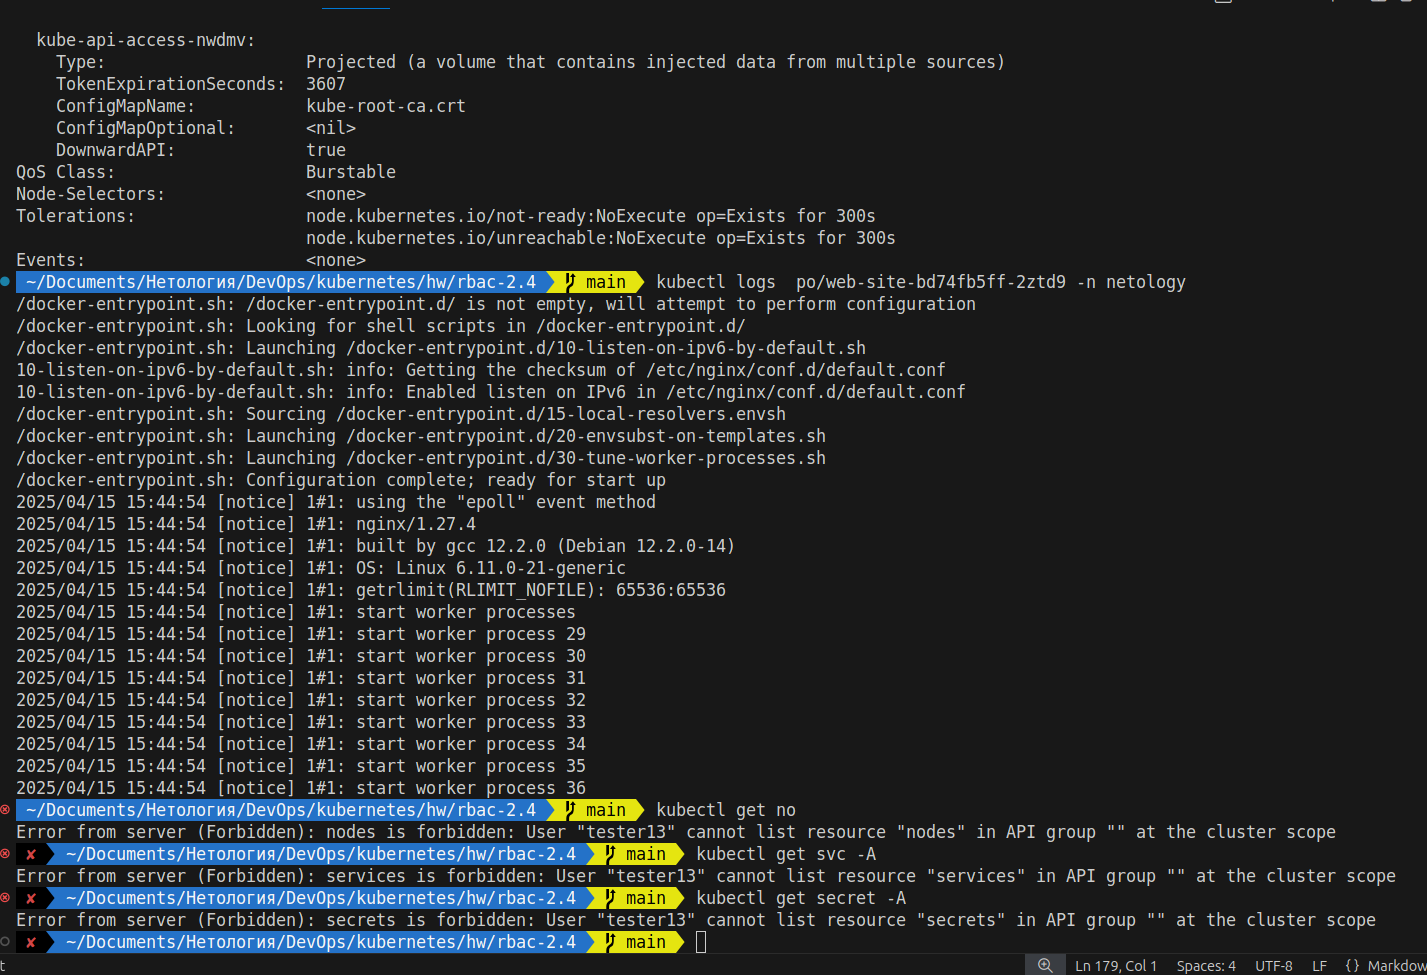 kube-api-access-nwdmv:
Type: Projected (a volume that contains injected data from multiple sources)
TokenExpirationSeconds: 3607
ConfigMapName: kube-root-ca.crt
ConfigMapOptional: <nil>
DownwardAPI: true
QoS Class: Burstable
Node-Selectors: <none>
Tolerations: node.kubernetes.io/not-ready:NoExecute op=Exists for 300s
node.kubernetes.io/unreachable:NoExecute op=Exists for 300s
Events: <none>
~/Documents/Нетология/DevOps/kubernetes/hw/rbac-2.4 main kubectl logs  po/web-site-bd74fb5ff-2ztd9 -n netology
/docker-entrypoint.sh: /docker-entrypoint.d/ is not empty, will attempt to perform configuration
/docker-entrypoint.sh: Looking for shell scripts in /docker-entrypoint.d/
/docker-entrypoint.sh: Launching /docker-entrypoint.d/10-listen-on-ipv6-by-default.sh
10-listen-on-ipv6-by-default.sh: info: Getting the checksum of /etc/nginx/conf.d/default.conf
10-listen-on-ipv6-by-default.sh: info: Enabled listen on IPv6 in /etc/nginx/conf.d/default.conf
/docker-entrypoint.sh: Sourcing /docker-entrypoint.d/15-local-resolvers.envsh
/docker-entrypoint.sh: Launching /docker-entrypoint.d/20-envsubst-on-templates.sh
/docker-entrypoint.sh: Launching /docker-entrypoint.d/30-tune-worker-processes.sh
/docker-entrypoint.sh: Configuration complete; ready for start up
2025/04/15 15:44:54 [notice] 1#1: using the "epoll" event method
2025/04/15 15:44:54 [notice] 1#1: nginx/1.27.4
2025/04/15 15:44:54 [notice] 1#1: built by gcc 12.2.0 (Debian 12.2.0-14)
2025/04/15 15:44:54 [notice] 1#1: OS: Linux 6.11.0-21-generic
2025/04/15 15:44:54 [notice] 1#1: getrlimit(RLIMIT_NOFILE): 65536:65536
2025/04/15 15:44:54 [notice] 1#1: start worker processes
2025/04/15 15:44:54 [notice] 1#1: start worker process 29
2025/04/15 15:44:54 [notice] 1#1: start worker process 30
2025/04/15 15:44:54 [notice] 1#1: start worker process 31
2025/04/15 15:44:54 [notice] 1#1: start worker process 32
2025/04/15 15:44:54 [notice] 1#1: start worker process 33
2025/04/15 15:44:54 [notice] 1#1: start worker process 34
2025/04/15 15:44:54 [notice] 1#1: start worker process 35
2025/04/15 15:44:54 [notice] 1#1: start worker process 36
~/Documents/Нетология/DevOps/kubernetes/hw/rbac-2.4 main kubectl get no
Error from server (Forbidden): nodes is forbidden: User "tester13" cannot list resource "nodes" in API group "" at the cluster scope
✘ ~/Documents/Нетология/DevOps/kubernetes/hw/rbac-2.4 main kubectl get svc -A
Error from server (Forbidden): services is forbidden: User "tester13" cannot list resource "services" in API group "" at the cluster scope
✘ ~/Documents/Нетология/DevOps/kubernetes/hw/rbac-2.4 main kubectl get secret -A
Error from server (Forbidden): secrets is forbidden: User "tester13" cannot list resource "secrets" in API group "" at the cluster scope
✘ ~/Documents/Нетология/DevOps/kubernetes/hw/rbac-2.4 main
t Ln 179, Col 1 Spaces: 4 UTF-8 LF {} Markdow